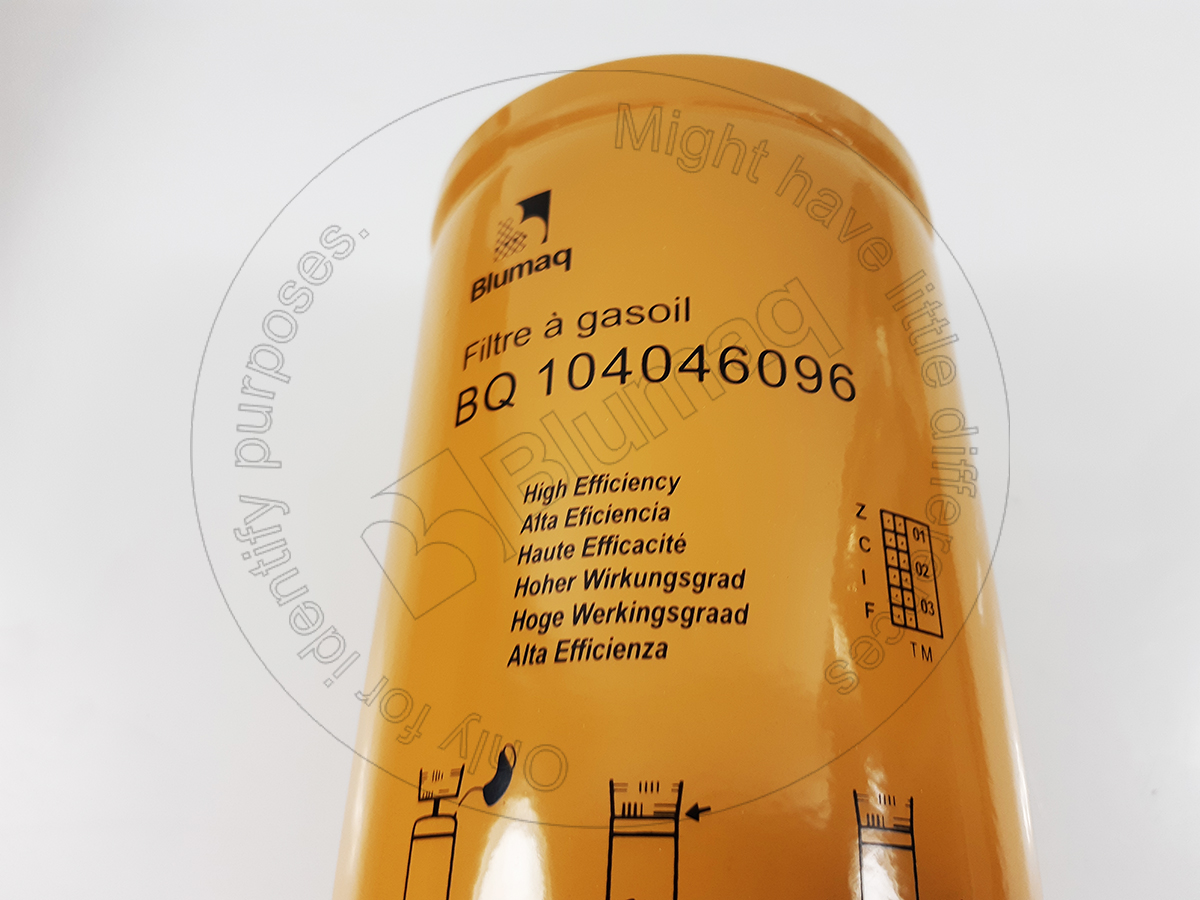 Blumaq
Filtre à gasoil
BQ 104046096
High Efficiency
Alta Eficiencia
Haute Efficacité
Hoher Wirkungsgrad
Hoge Werkingsgraad
Alta Efficienza
Z
C
I
F
01
02
03
TM
Blumaq
Might have little differences
Only for identify purposes.